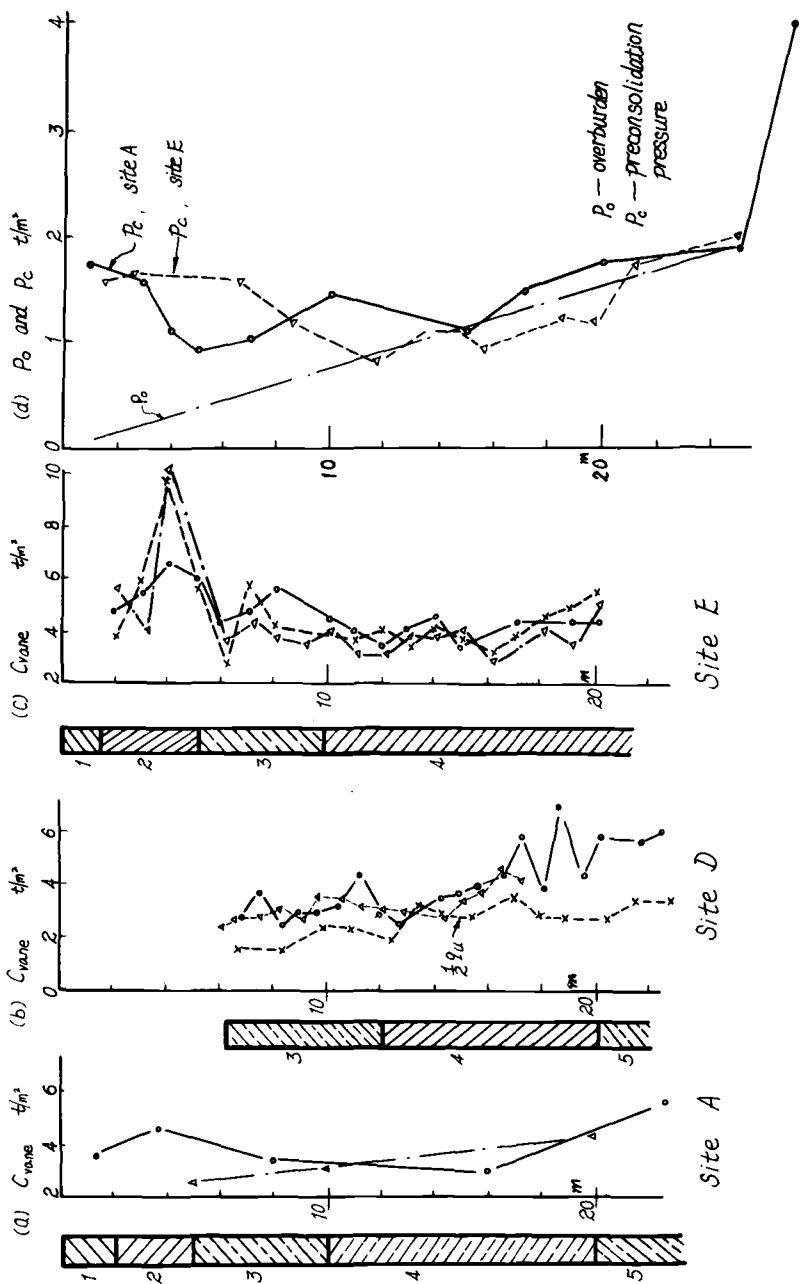 (a) Cvane t/m²
2 4 6
10
20 m
1 2 3 4 5
Site A
(b) Cvane t/m²
0 2 4 6
10
20 m
½ qu
3 4 5
Site D
(c) Cvane t/m²
2 4 6 8 10
10
20 m
1 2 3 4
Site E
(d) Po and Pc t/m²
0 1 2 3 4
10
20 m
Po
Pc, site A
Pc, site E
Po — overburden
Pc — preconsolidation
pressure